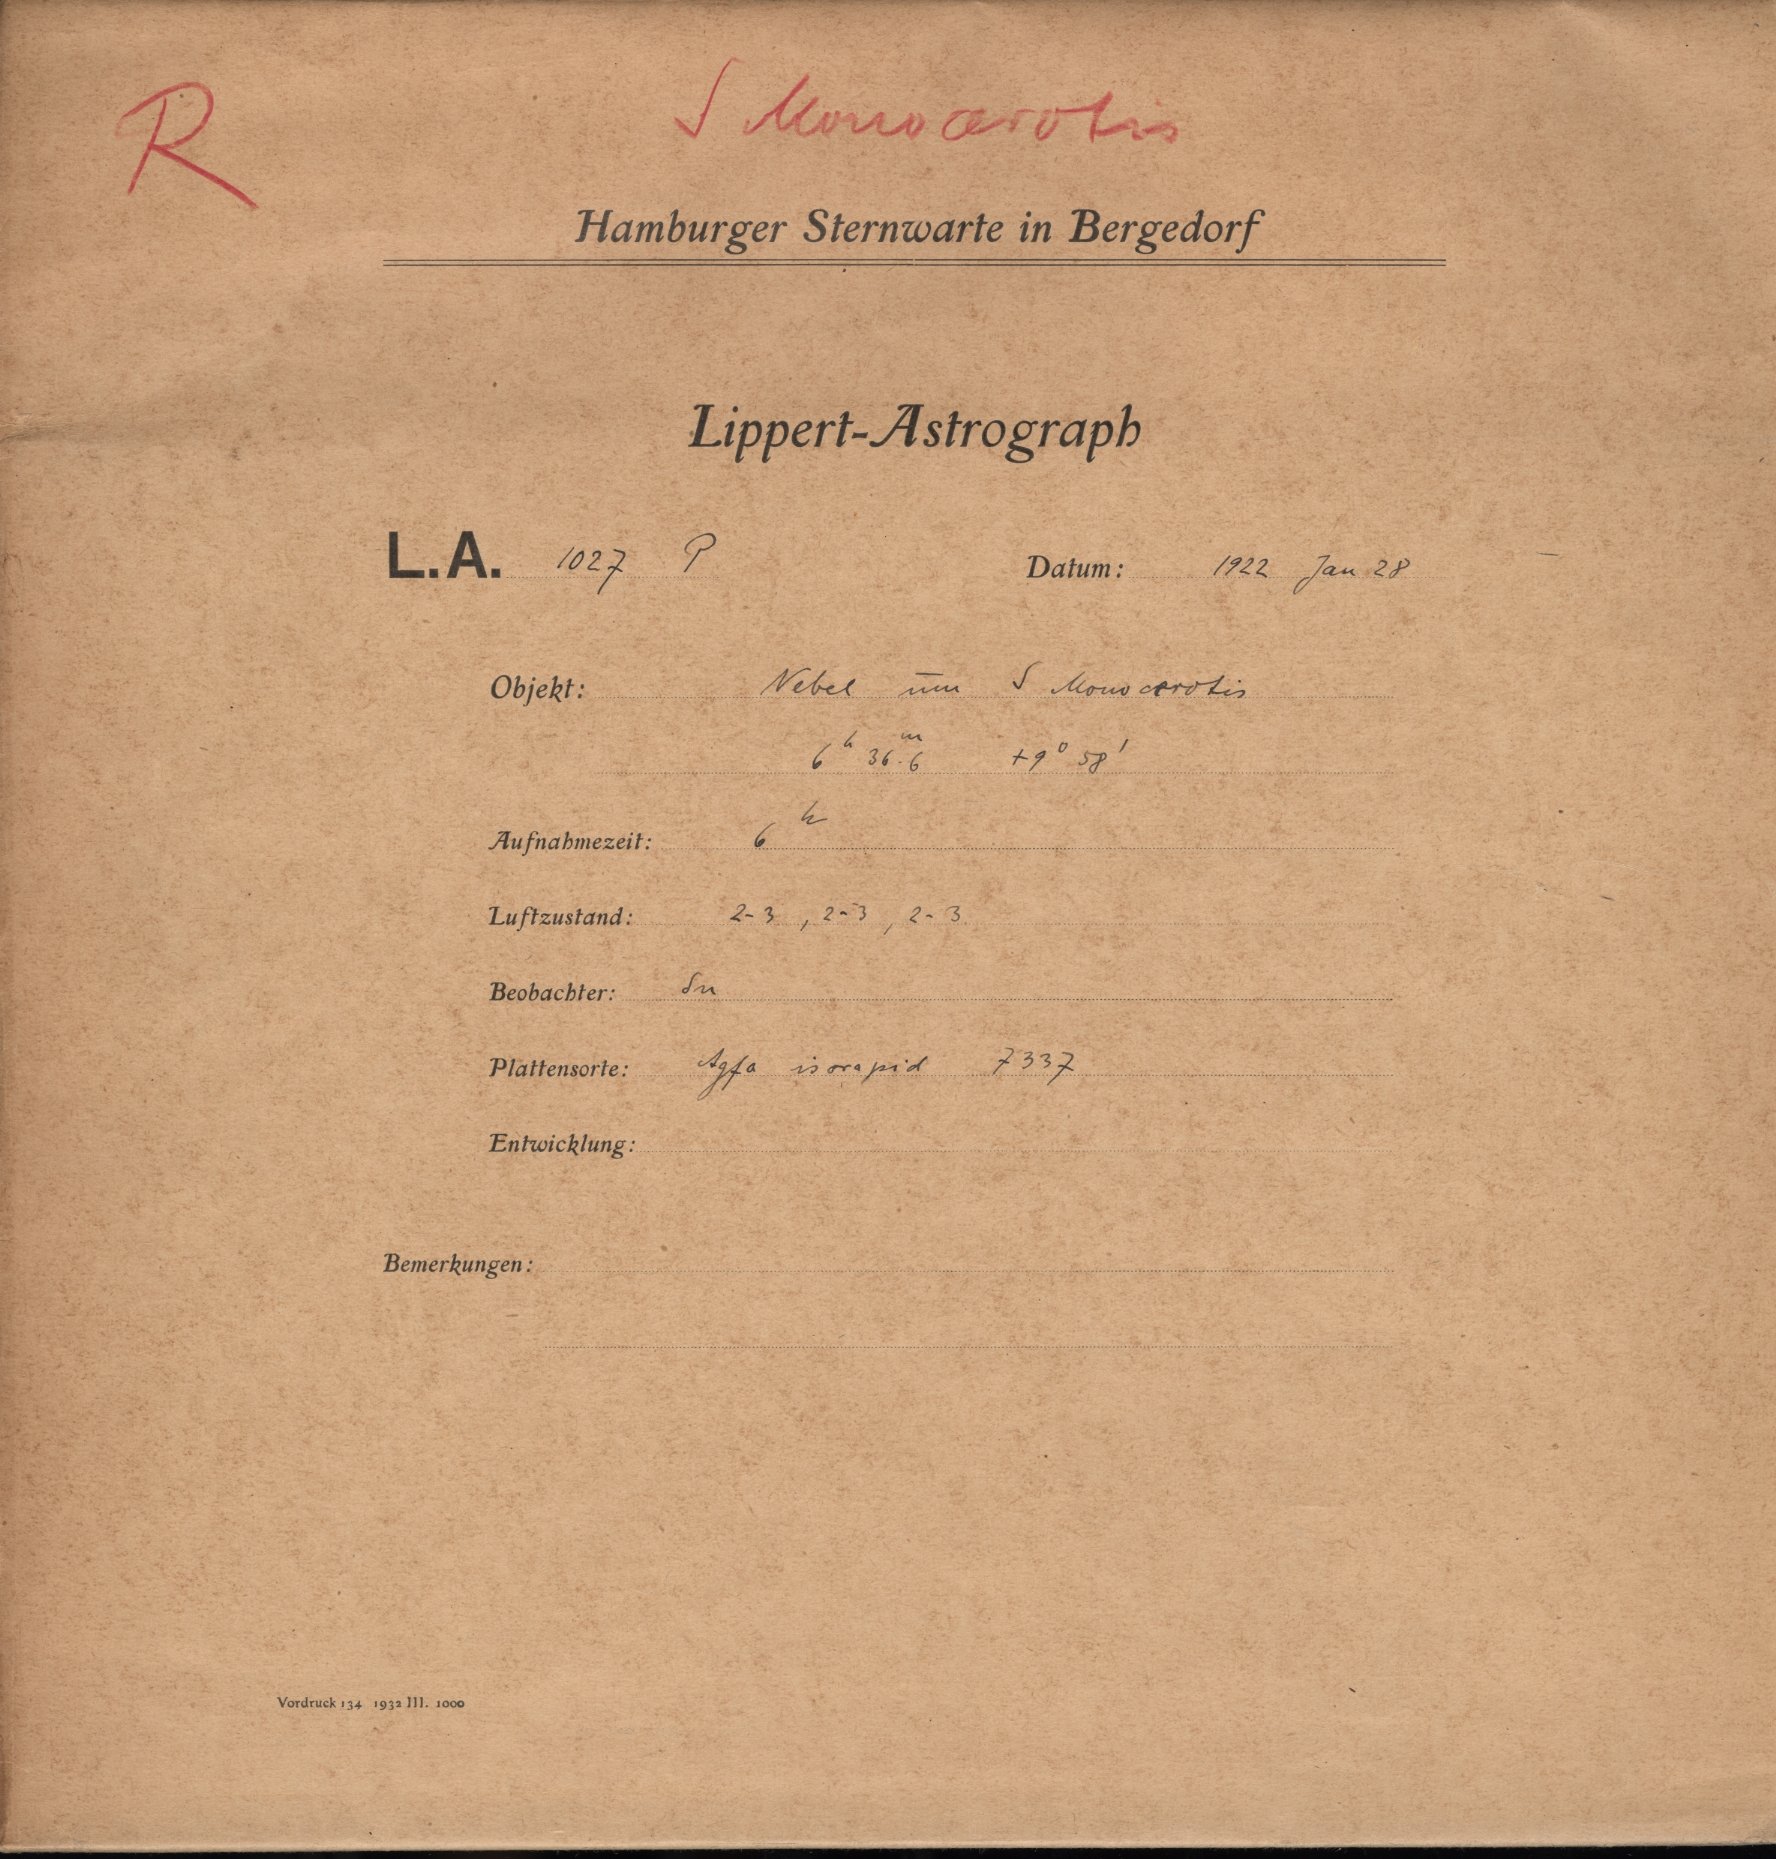 R
S Monocerotis
Hamburger Sternwarte in Bergedorf
Lippert-Astrograph
L.A. 1027 P Datum: 1922 Jan 28
Objekt: Nebel um S Monocerotis
6h 36m.6 +9° 58'
Aufnahmezeit: 6h
Luftzustand: 2-3, 2-3, 2-3
Beobachter:
Plattensorte: Agfa isorapid 7337
Entwicklung:
Bemerkungen:
Vordruck 134 1932 III. 1000